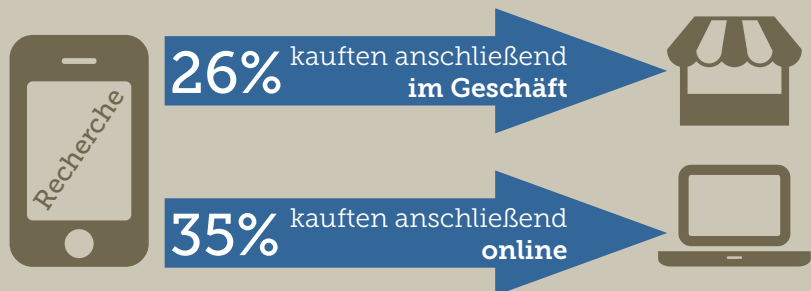 Recherche
26% kauften anschließend
im Geschäft
35% kauften anschließend
online